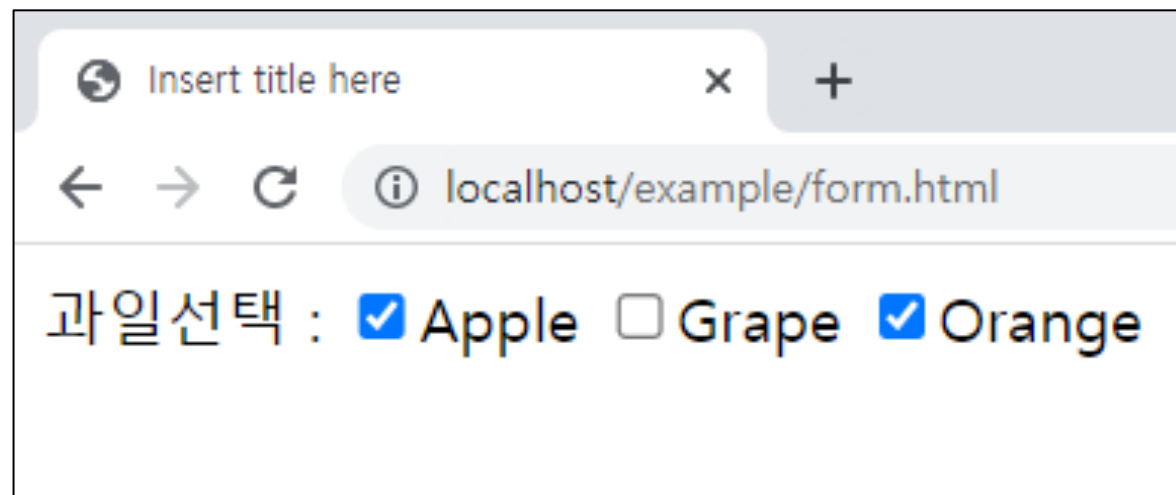 Insert title here
localhost/example/form.html
과일선택 : Apple Grape Orange